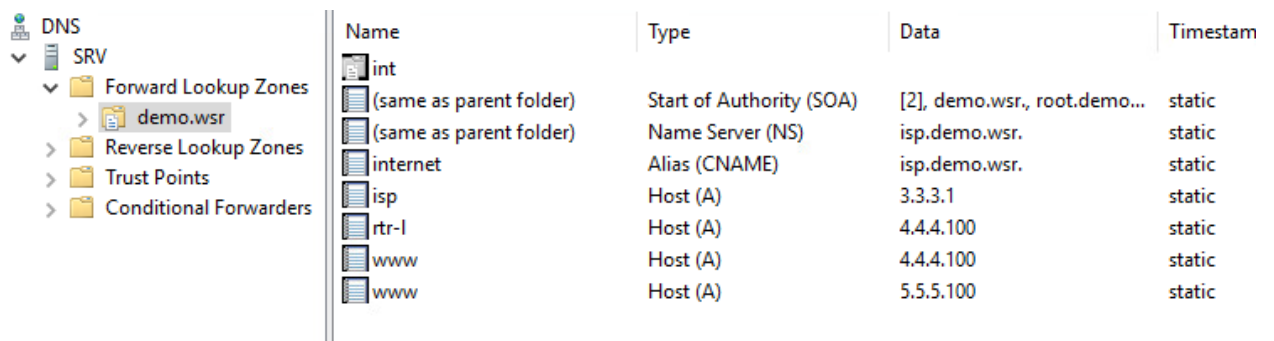 DNS
SRV
Forward Lookup Zones
demo.wsr
Reverse Lookup Zones
Trust Points
Conditional Forwarders
Name Type Data Timestam
int
(same as parent folder) Start of Authority (SOA) [2], demo.wsr., root.demo... static
(same as parent folder) Name Server (NS) isp.demo.wsr. static
internet Alias (CNAME) isp.demo.wsr. static
isp Host (A) 3.3.3.1 static
rtr-l Host (A) 4.4.4.100 static
www Host (A) 4.4.4.100 static
www Host (A) 5.5.5.100 static